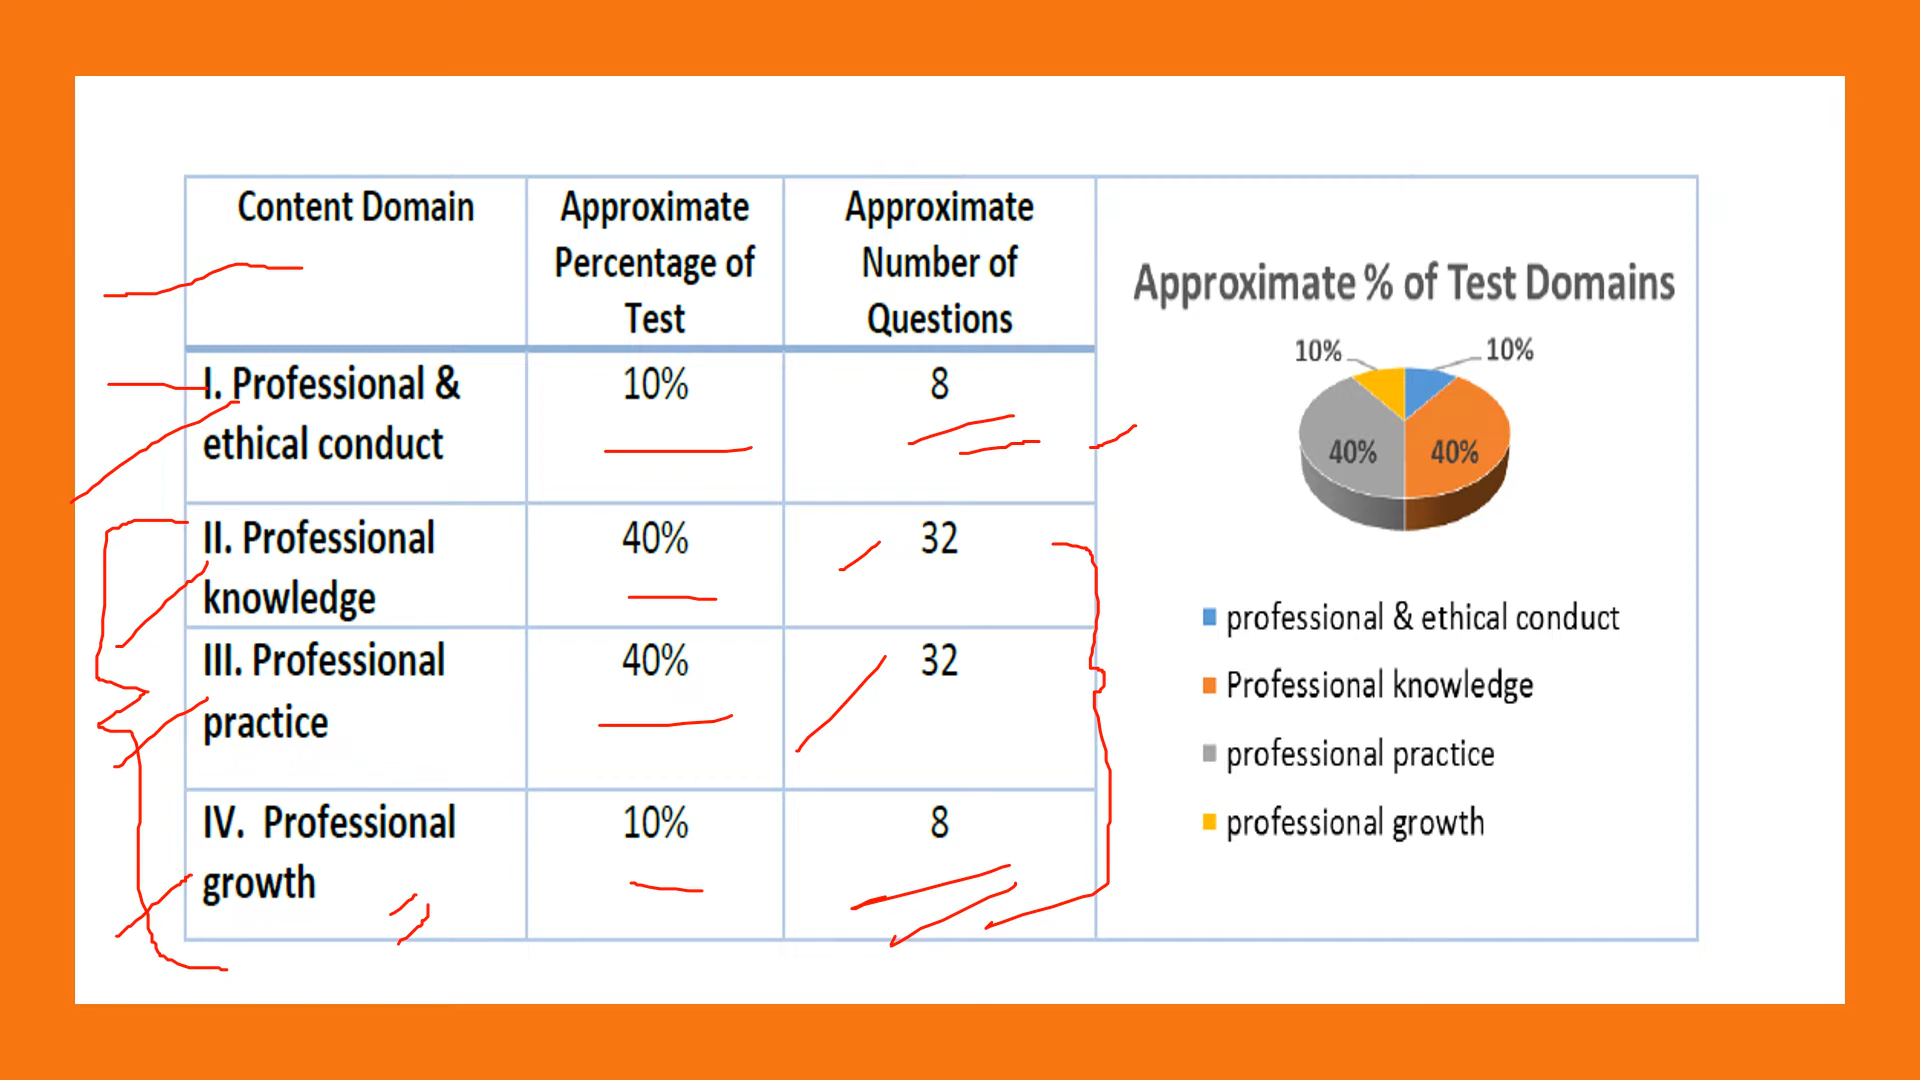 Content Domain
Approximate
Percentage of
Test
Approximate
Number of
Questions
I. Professional &
ethical conduct
10%
8
II. Professional
knowledge
40%
32
III. Professional
practice
40%
32
IV. Professional
growth
10%
8
Approximate % of Test Domains
10%
10%
40%
40%
professional & ethical conduct
Professional knowledge
professional practice
professional growth